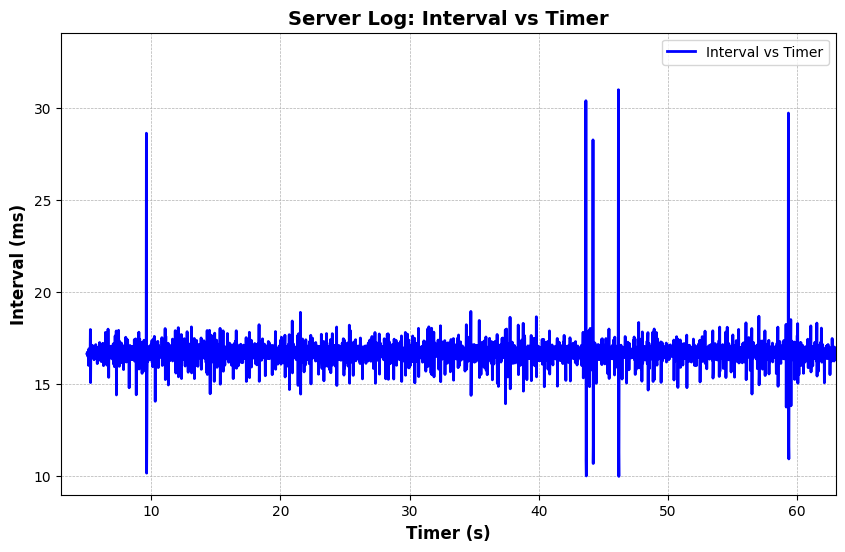 Server Log: Interval vs Timer
Interval vs Timer
30
25
20
15
10
Interval (ms)
10 20 30 40 50 60
Timer (s)